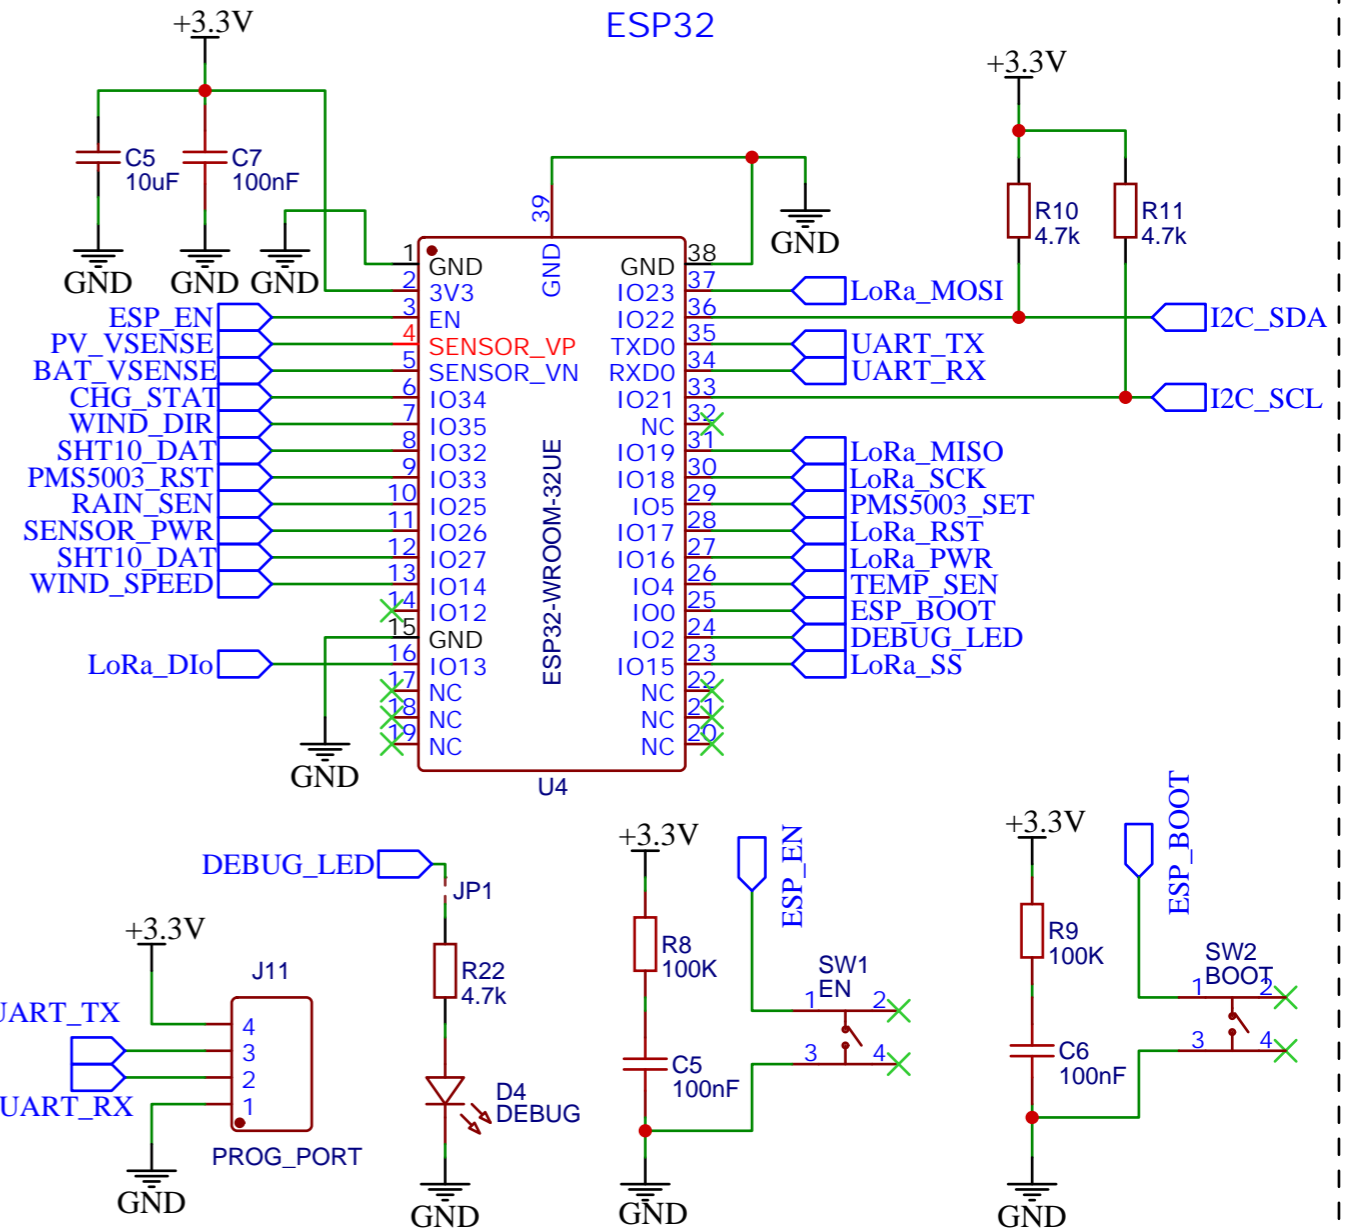 ESP32
+3.3V
C5
10uF
C7
100nF
GND
GND
GND
+3.3V
R10
4.7k
R11
4.7k
GND
39
GND
1
GND
2
3V3
ESP_EN
3
EN
PV_VSENSE
4
SENSOR_VP
BAT_VSENSE
5
SENSOR_VN
CHG_STAT
6
IO34
WIND_DIR
7
IO35
SHT10_DAT
8
IO32
PMS5003_RST
9
IO33
RAIN_SEN
10
IO25
SENSOR_PWR
11
IO26
SHT10_DAT
12
IO27
WIND_SPEED
13
IO14
14
IO12
15
GND
LoRa_DIo
16
IO13
17
NC
18
NC
19
NC
GND
ESP32-WROOM-32UE
U4
GND
38
IO23
37
LoRa_MOSI
IO22
36
I2C_SDA
TXD0
35
UART_TX
RXD0
34
UART_RX
IO21
33
I2C_SCL
NC
32
IO19
31
LoRa_MISO
IO18
30
LoRa_SCK
IO5
29
PMS5003_SET
IO17
28
LoRa_RST
IO16
27
LoRa_PWR
IO4
26
TEMP_SEN
IO0
25
ESP_BOOT
IO2
24
DEBUG_LED
IO15
23
LoRa_SS
NC
22
NC
21
NC
20
+3.3V
J11
UART_TX
4
3
2
1
UART_RX
PROG_PORT
GND
DEBUG_LED
JP1
R22
4.7k
D4
DEBUG
GND
+3.3V
ESP_EN
R8
100K
SW1
EN
1
2
3
4
C5
100nF
GND
+3.3V
ESP_BOOT
R9
100K
SW2
BOOT
1
2
3
4
C6
100nF
GND